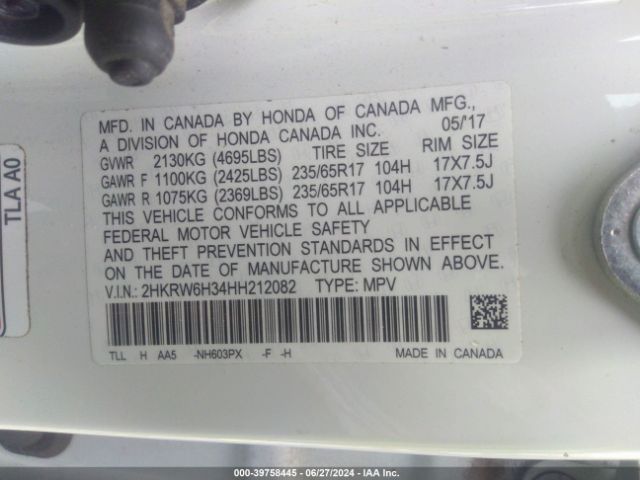 MFD. IN CANADA BY HONDA OF CANADA MFG.,
A DIVISION OF HONDA CANADA INC. 05/'17
GVWR 2130KG (4695LBS) TIRE SIZE RIM SIZE
GAWR F 1100KG (2425LBS) 235/65R17 104H 17X7.5J
GAWR R 1075KG (2369LBS) 235/65R17 104H 17X7.5J
THIS VEHICLE CONFORMS TO ALL APPLICABLE
FEDERAL MOTOR VEHICLE SAFETY
AND THEFT PREVENTION STANDARDS IN EFFECT
ON THE DATE OF MANUFACTURE SHOWN ABOVE.
V.I.N.: 2HKRW6H34HH212082 TYPE: MPV
TLL H AA5 -NH603PX -F -H MADE IN CANADA
TLA A0
000-39758445 | 06/27/2024 | IAA Inc.